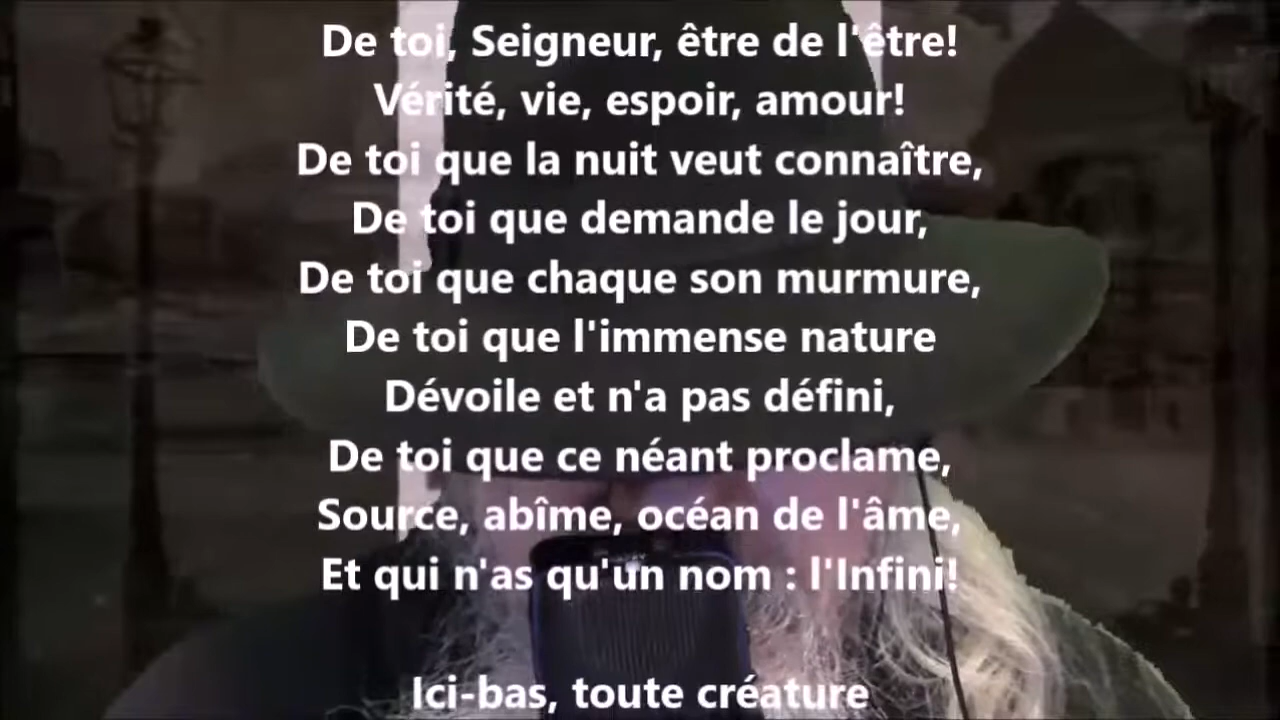 De toi, Seigneur, être de l'être!
Vérité, vie, espoir, amour!
De toi que la nuit veut connaître,
De toi que demande le jour,
De toi que chaque son murmure,
De toi que l'immense nature
Dévoile et n'a pas défini,
De toi que ce néant proclame,
Source, abîme, océan de l'âme,
Et qui n'as qu'un nom : l'Infini!
Ici-bas, toute créature